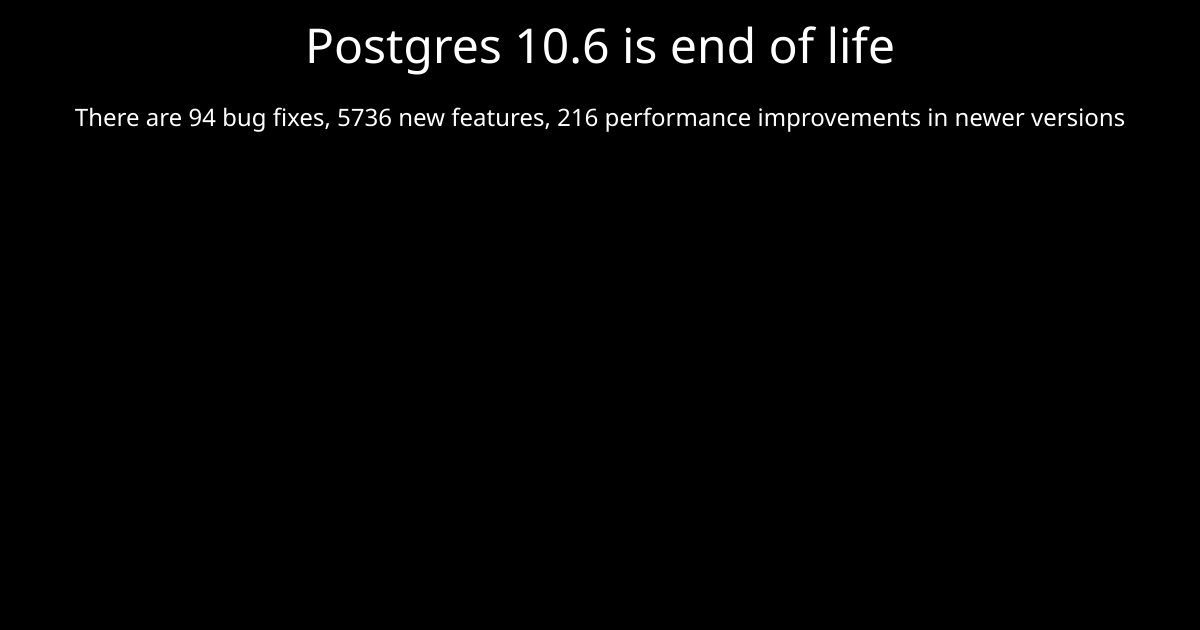 Postgres 10.6 is end of life
There are 94 bug fixes, 5736 new features, 216 performance improvements in newer versions